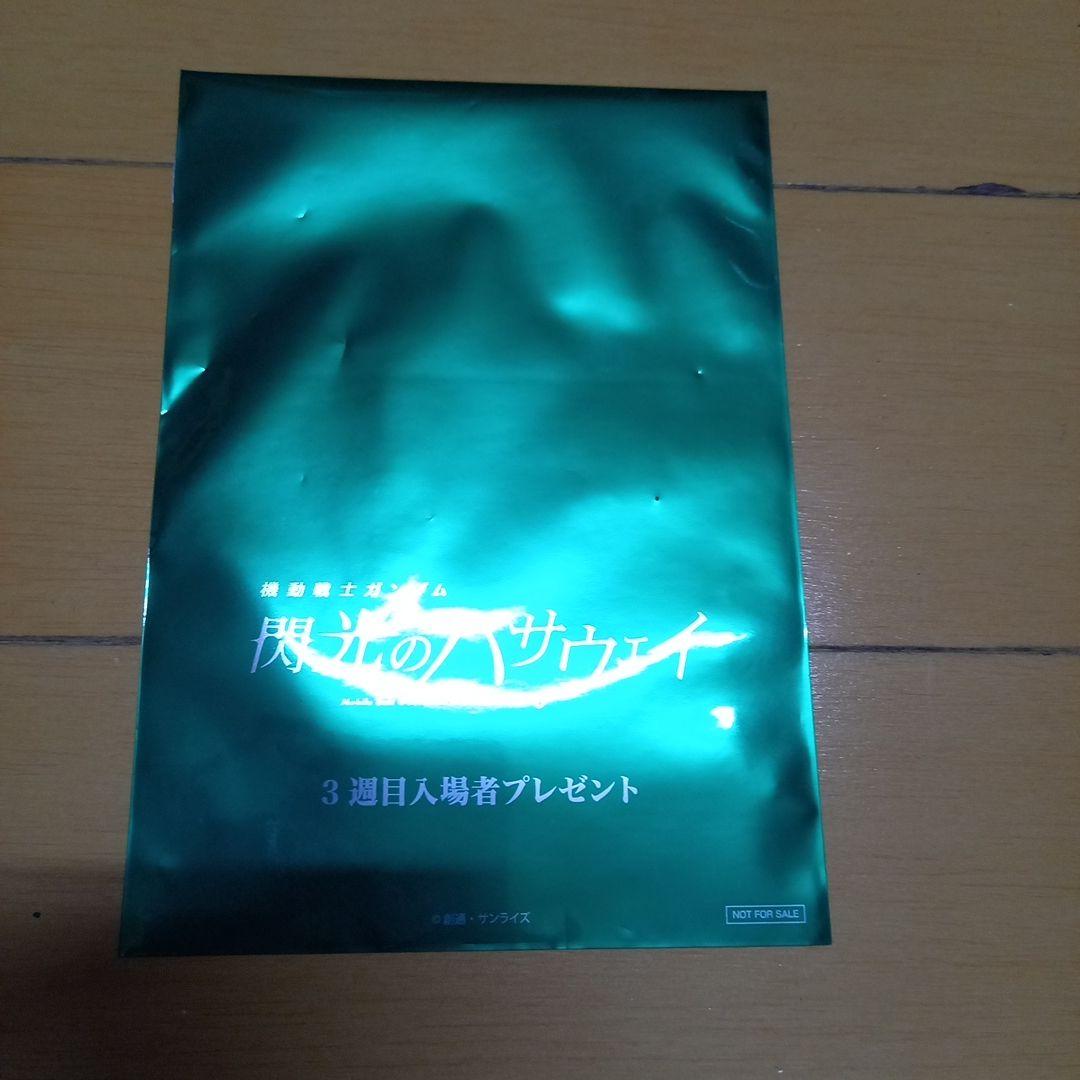 機動戦士ガンダム
閃光のハサウェイ
3週目入場者プレゼント
©創通・サンライズ
NOT FOR SALE